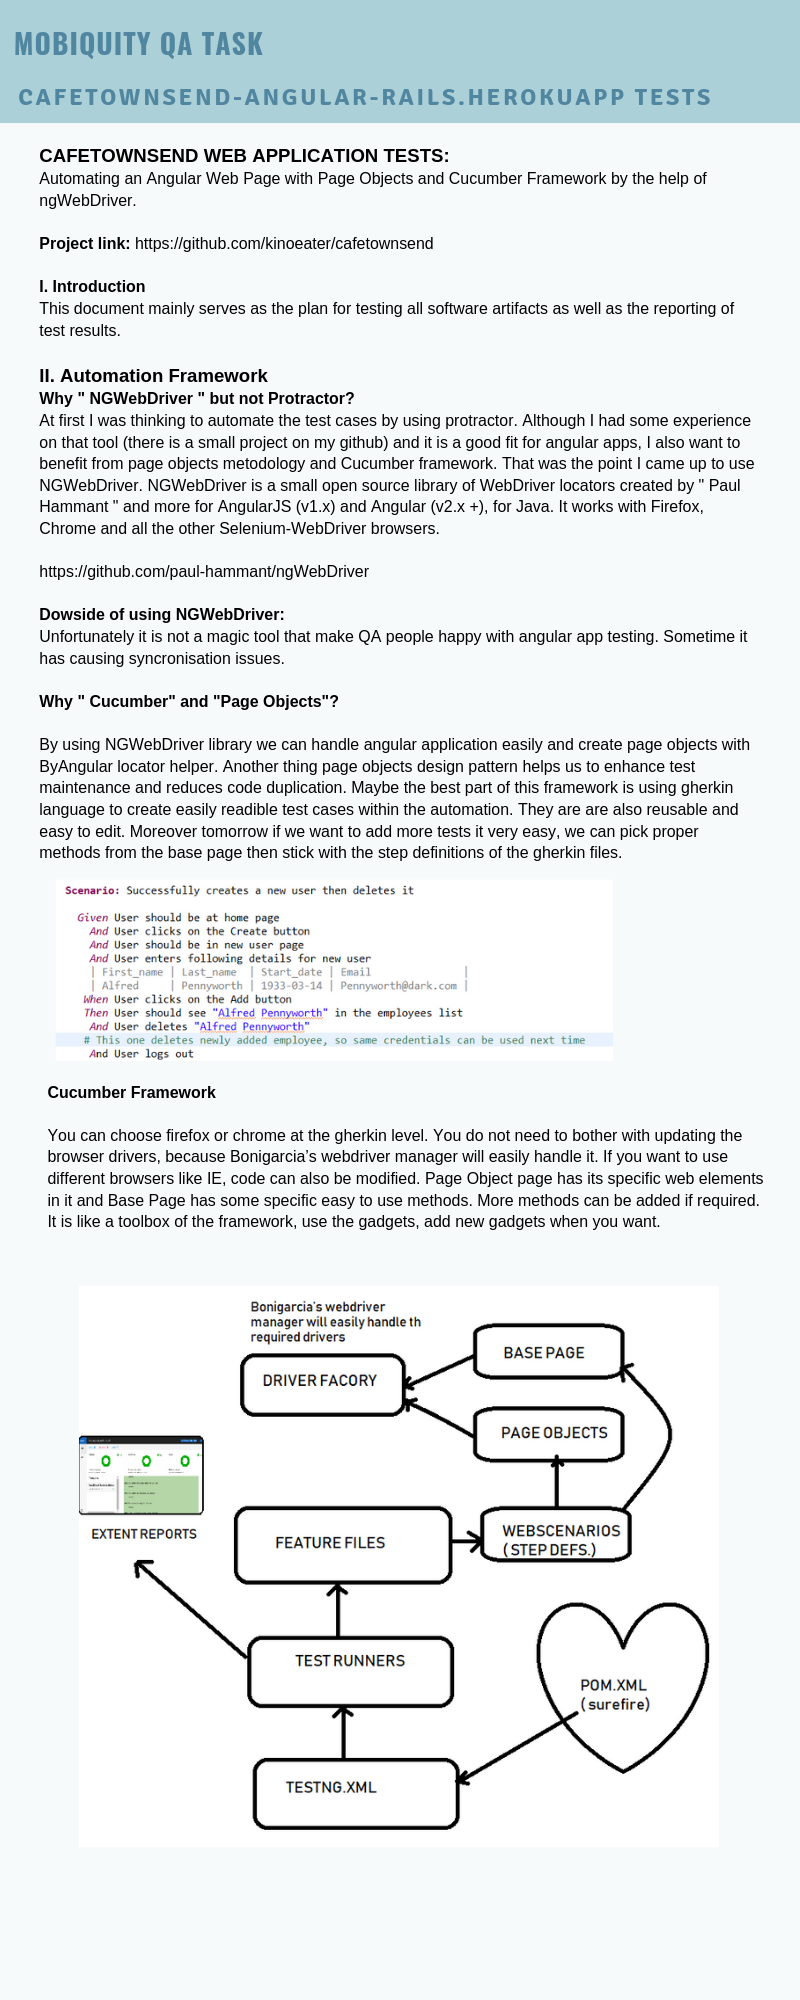 MOBIQUITY QA TASK
CAFETOWNSEND-ANGULAR-RAILS.HEROKUAPP TESTS
CAFETOWNSEND WEB APPLICATION TESTS:
Automating an Angular Web Page with Page Objects and Cucumber Framework by the help of
ngWebDriver.
Project link: https://github.com/kinoeater/cafetownsend
I. Introduction
This document mainly serves as the plan for testing all software artifacts as well as the reporting of
test results.
II. Automation Framework
Why " NGWebDriver " but not Protractor?
At first I was thinking to automate the test cases by using protractor. Although I had some experience
on that tool (there is a small project on my github) and it is a good fit for angular apps, I also want to
benefit from page objects metodology and Cucumber framework. That was the point I came up to use
NGWebDriver. NGWebDriver is a small open source library of WebDriver locators created by " Paul
Hammant " and more for AngularJS (v1.x) and Angular (v2.x +), for Java. It works with Firefox,
Chrome and all the other Selenium-WebDriver browsers.
https://github.com/paul-hammant/ngWebDriver
Dowside of using NGWebDriver:
Unfortunately it is not a magic tool that make QA people happy with angular app testing. Sometime it
has causing syncronisation issues.
Why " Cucumber" and "Page Objects"?
By using NGWebDriver library we can handle angular application easily and create page objects with
ByAngular locator helper. Another thing page objects design pattern helps us to enhance test
maintenance and reduces code duplication. Maybe the best part of this framework is using gherkin
language to create easily readible test cases within the automation. They are are also reusable and
easy to edit. Moreover tomorrow if we want to add more tests it very easy, we can pick proper
methods from the base page then stick with the step definitions of the gherkin files.
Scenario: Successfully creates a new user then deletes it
Given User should be at home page
And User clicks on the Create button
And User should be in new user page
And User enters following details for new user
| First_name | Last_name | Start_date | Email |
| Alfred | Pennyworth | 1933-03-14 | Pennyworth@dark.com |
When User clicks on the Add button
Then User should see "Alfred Pennyworth" in the employees list
And User deletes "Alfred Pennyworth"
# This one deletes newly added employee, so same credentials can be used next time
And User logs out
Cucumber Framework
You can choose firefox or chrome at the gherkin level. You do not need to bother with updating the
browser drivers, because Bonigarcia's webdriver manager will easily handle it. If you want to use
different browsers like IE, code can also be modified. Page Object page has its specific web elements
in it and Base Page has some specific easy to use methods. More methods can be added if required.
It is like a toolbox of the framework, use the gadgets, add new gadgets when you want.
Bonigarcia's webdriver
manager will easily handle th
required drivers
BASE PAGE
DRIVER FACORY
PAGE OBJECTS
EXTENT REPORTS
FEATURE FILES
WEBSCENARIOS
( STEP DEFS.)
TEST RUNNERS
POM.XML
( surefire)
TESTNG.XML